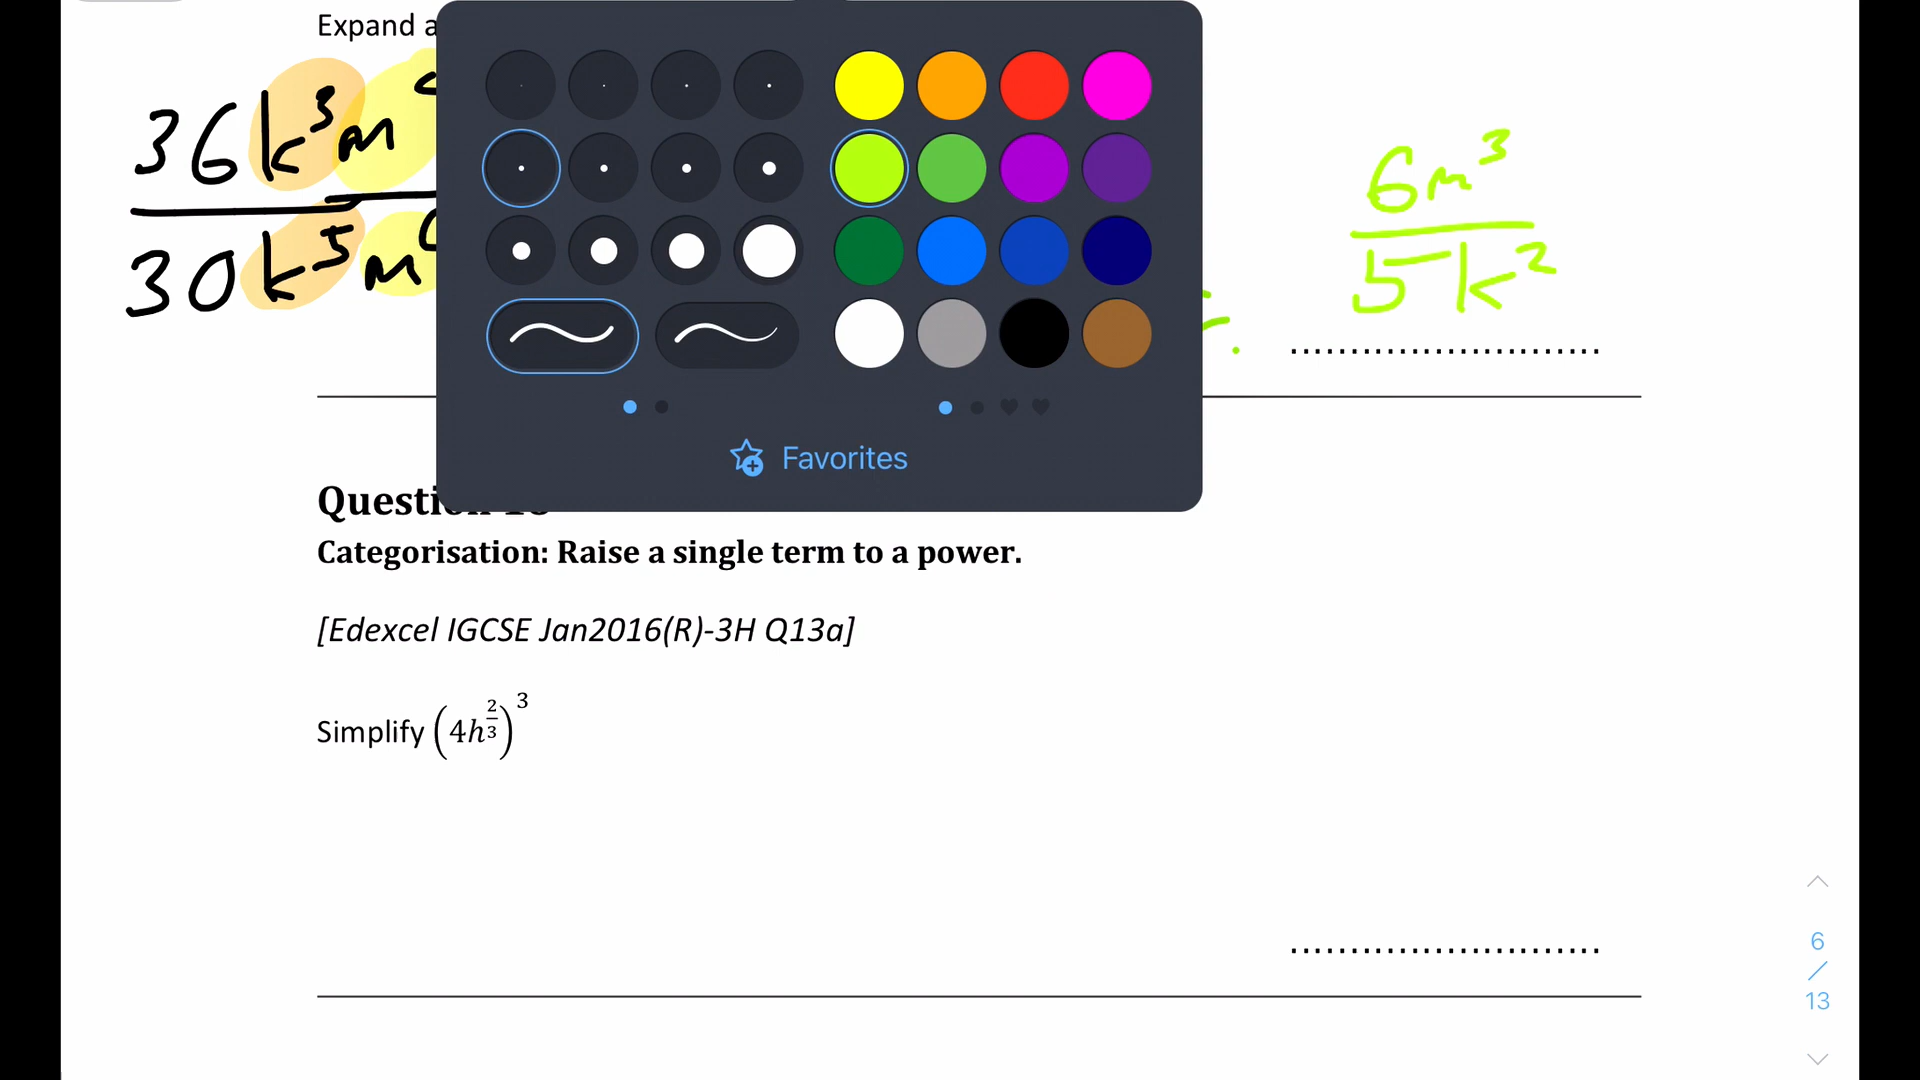 Expand a
36k³m
30k⁵m
6m³
5k²
Favorites
Categorisation: Raise a single term to a power.
[Edexcel IGCSE Jan2016(R)-3H Q13a]
Simplify (4h^(2/3))^3
........................
6
/
13